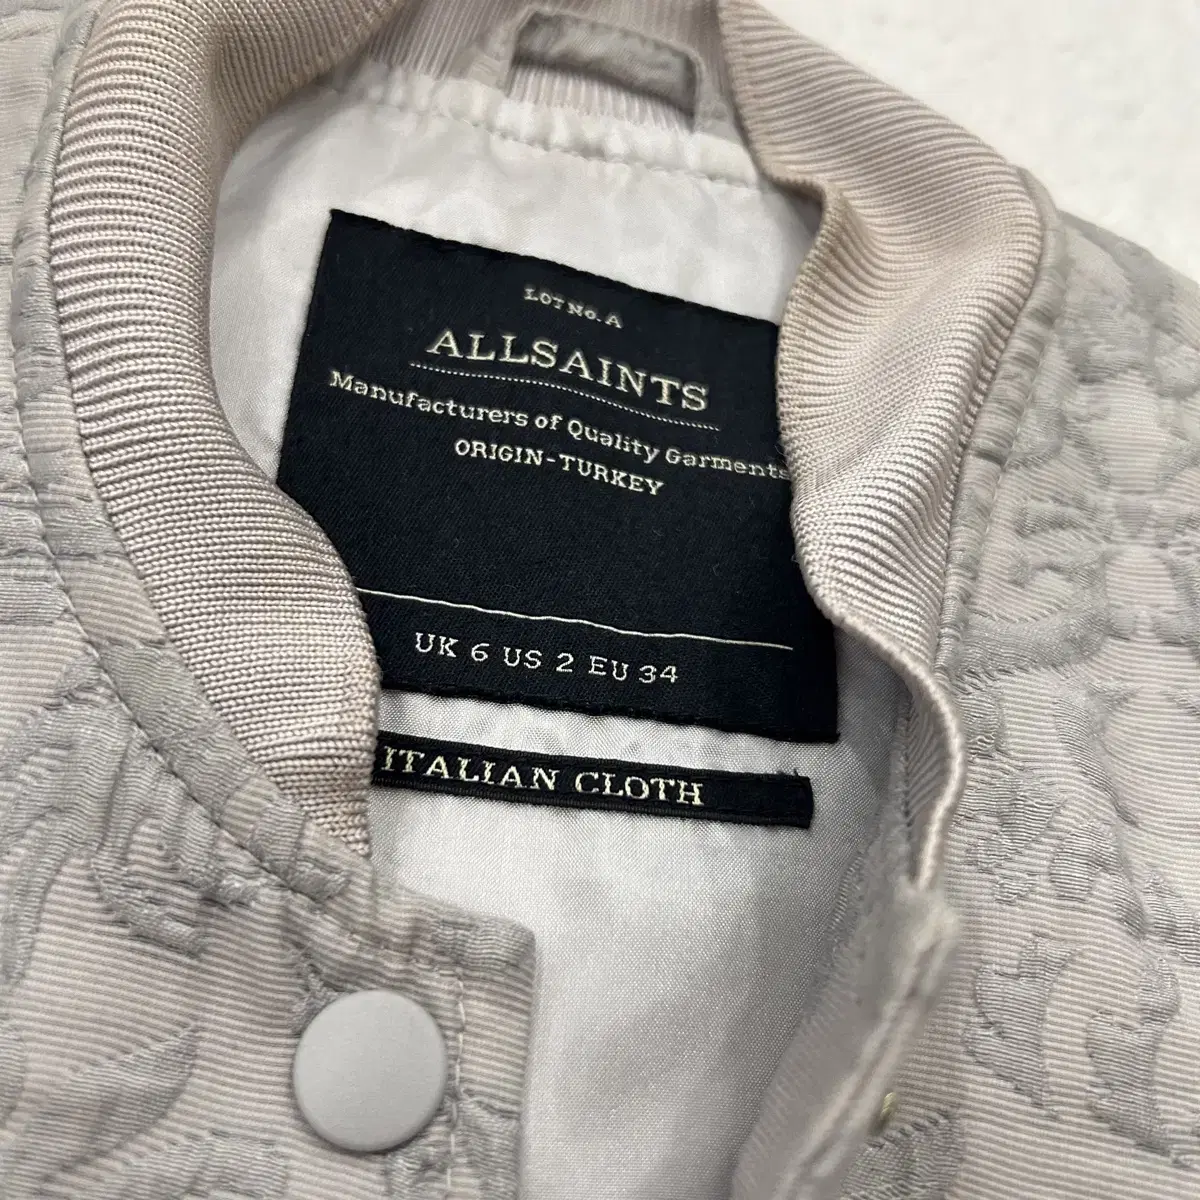 LOT No. A
ALLSAINTS
Manufacturers of Quality Garments
ORIGIN-TURKEY
UK 6 US 2 EU 34
ITALIAN CLOTH